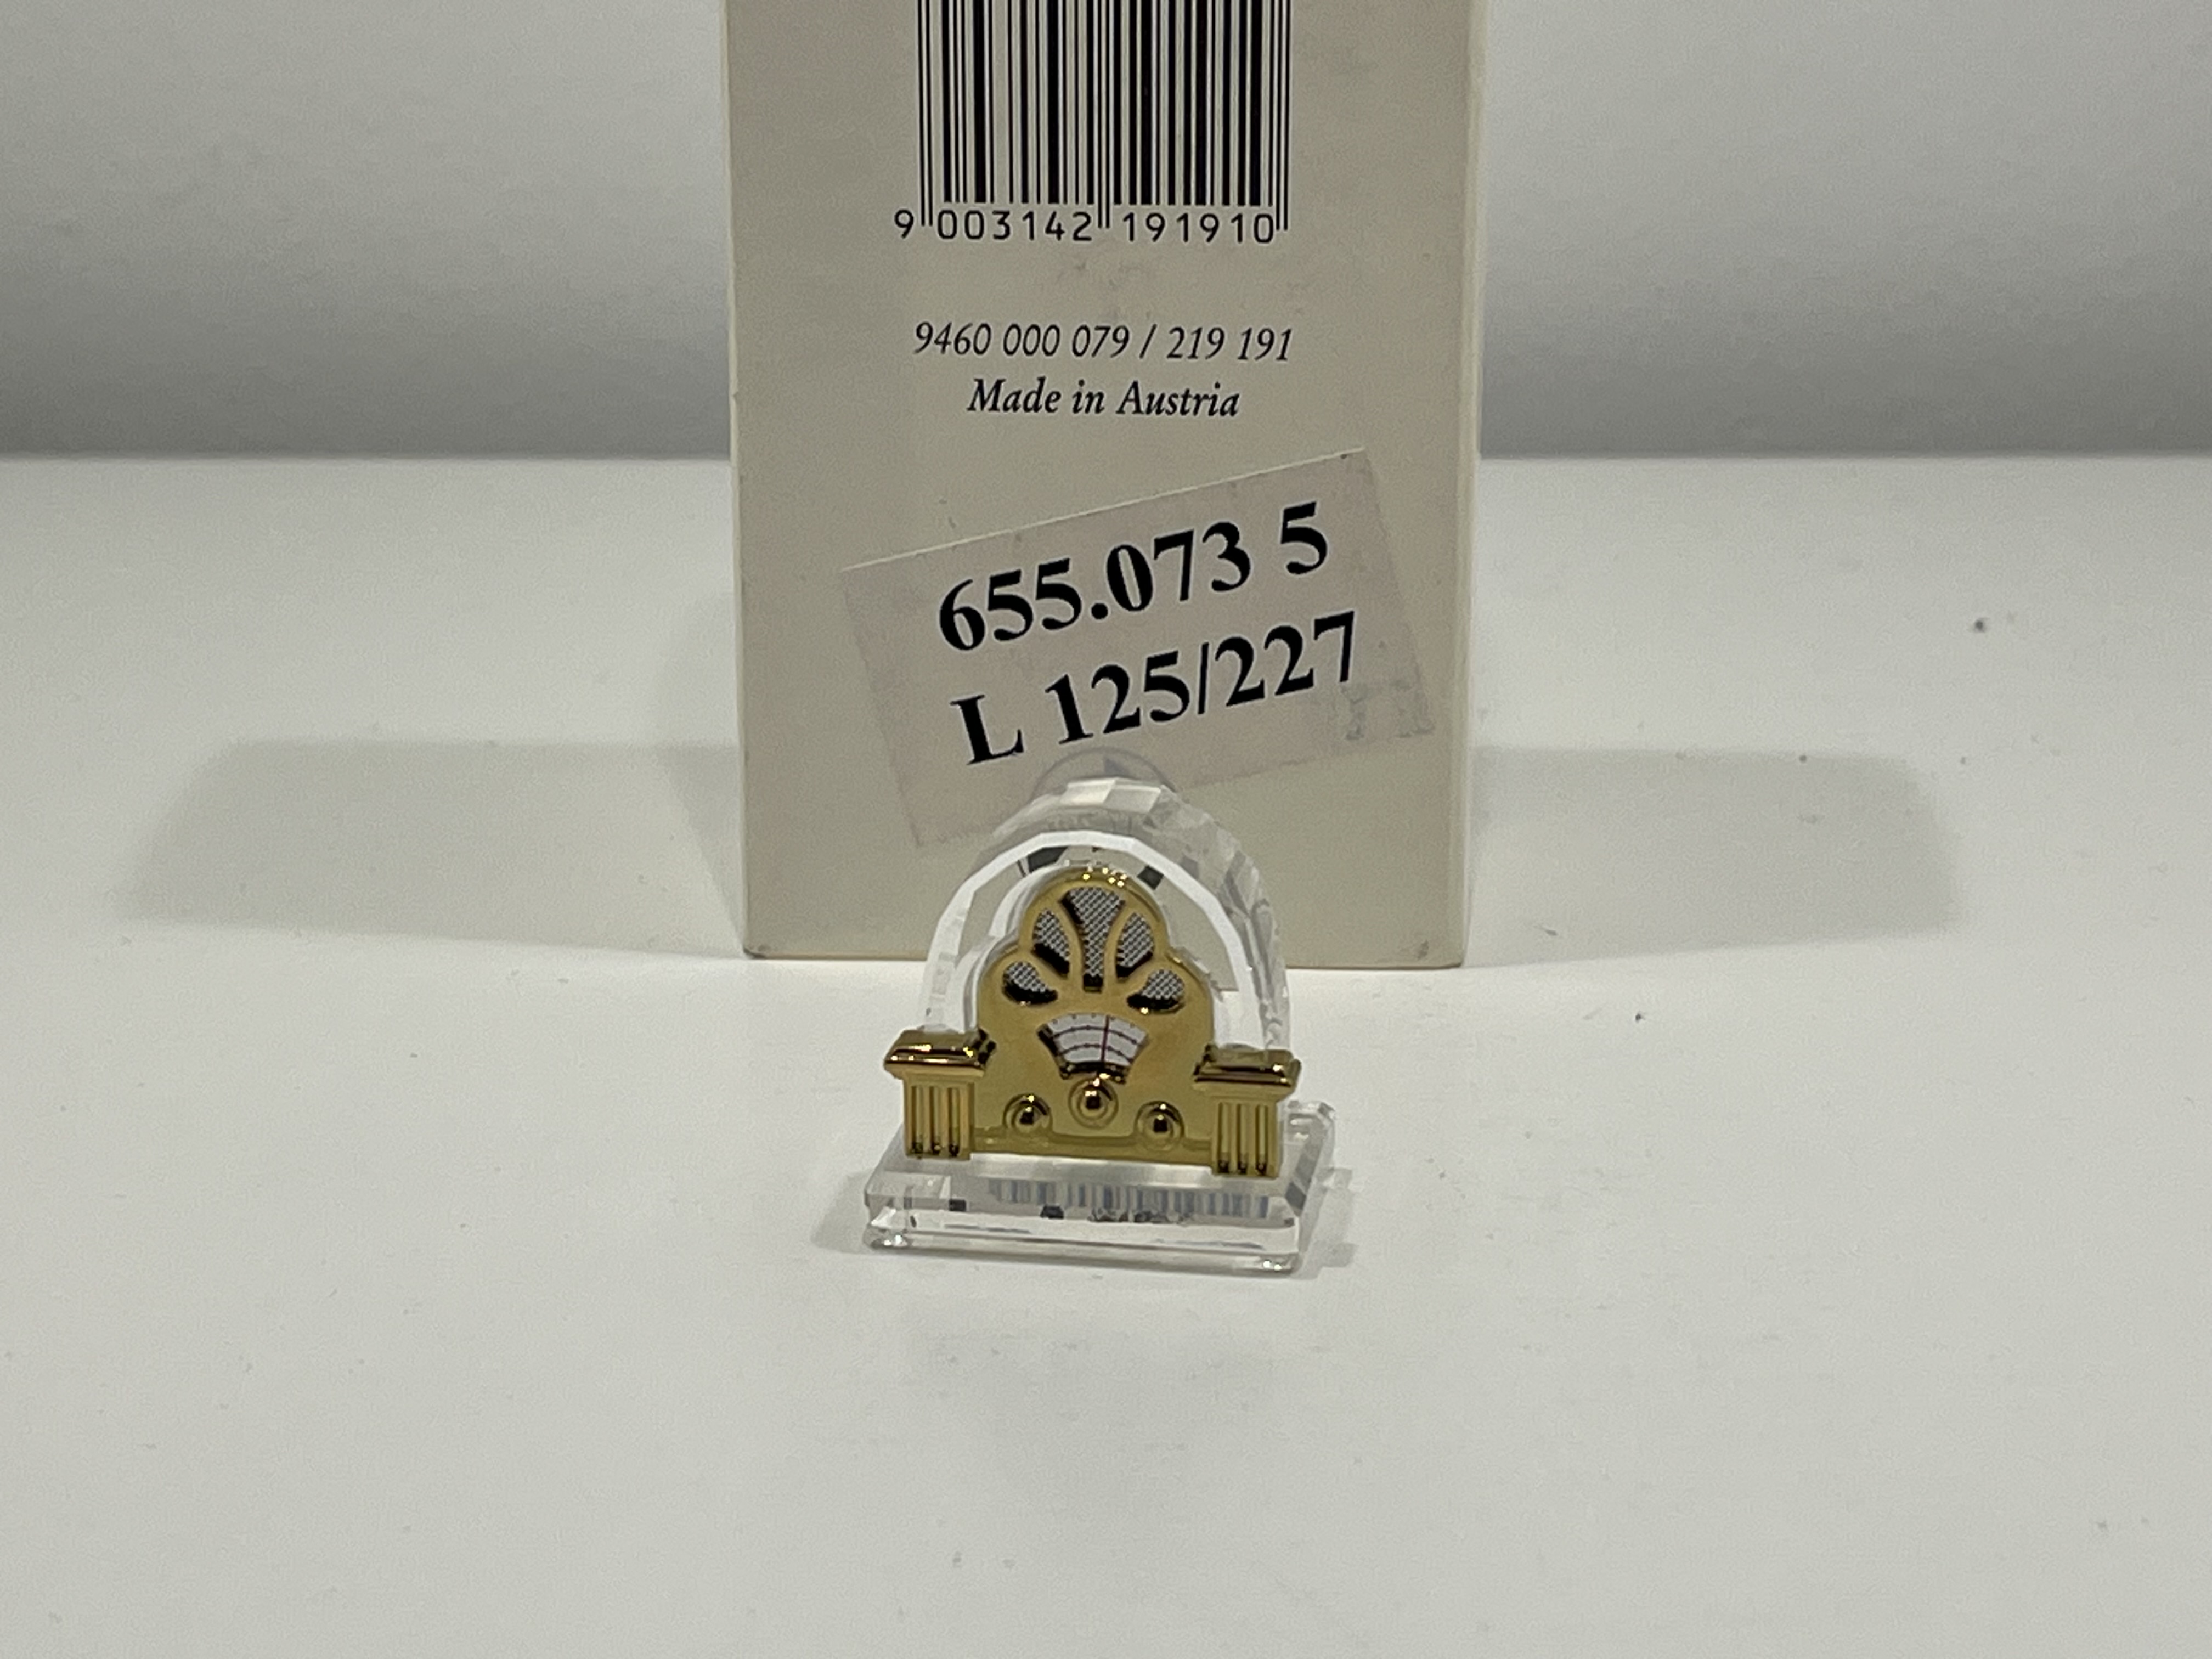 9 003142 191910
9460 000 079 / 219 191
Made in Austria
655.073 5
L 125/227